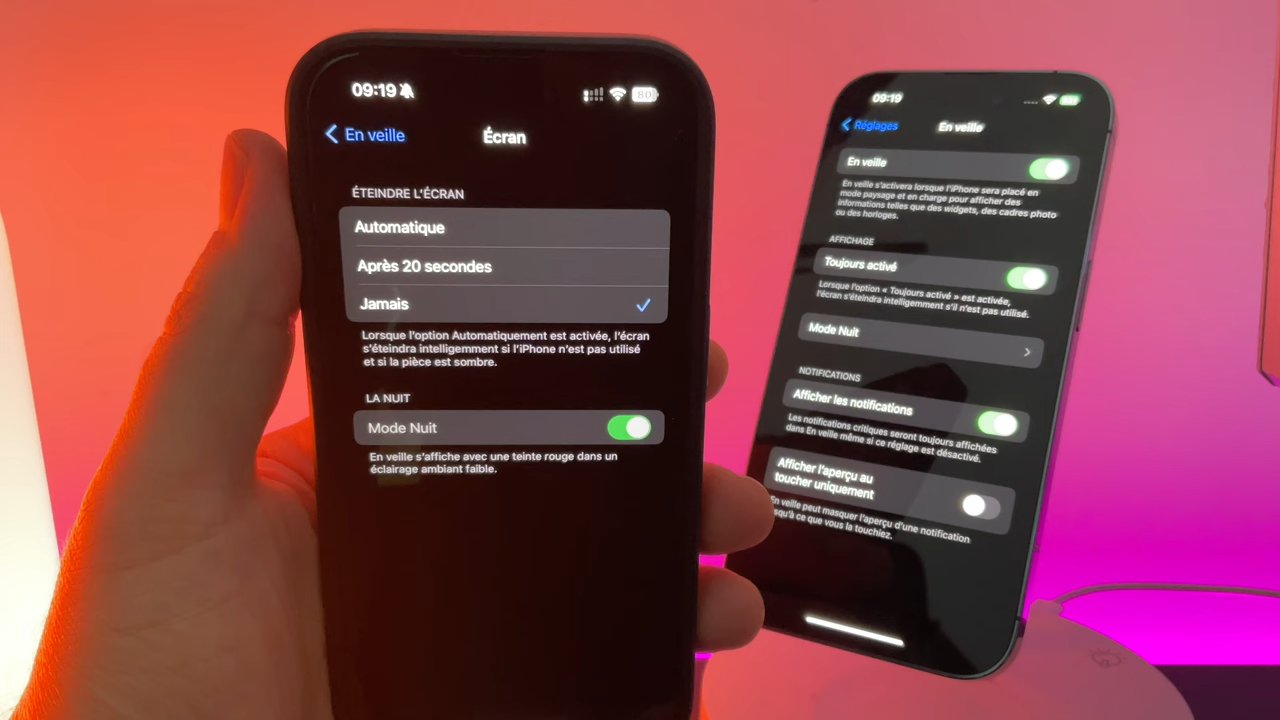 09:19
80
En veille
Écran
ÉTEINDRE L'ÉCRAN
Automatique
Après 20 secondes
Jamais
Lorsque l'option Automatiquement est activée, l'écran
s'éteindra intelligemment si l'iPhone n'est pas utilisé
et si la pièce est sombre.
LA NUIT
Mode Nuit
En veille s'affiche avec une teinte rouge dans un
éclairage ambiant faible.
09:19
Réglages
En veille
En veille
En veille s'activera lorsque l'iPhone sera placé en
mode paysage et en charge pour afficher des
informations telles que des widgets, des cadres photo
ou des horloges.
AFFICHAGE
Toujours activé
Lorsque l'option « Toujours activé » est activée,
l'écran s'éteindra intelligemment s'il n'est pas utilisé.
Mode Nuit
NOTIFICATIONS
Afficher les notifications
Les notifications critiques seront toujours affichées
dans En veille même si ce réglage est désactivé.
Afficher l'aperçu au
toucher uniquement
En veille peut masquer l'aperçu d'une notification
jusqu'à ce que vous la touchiez.